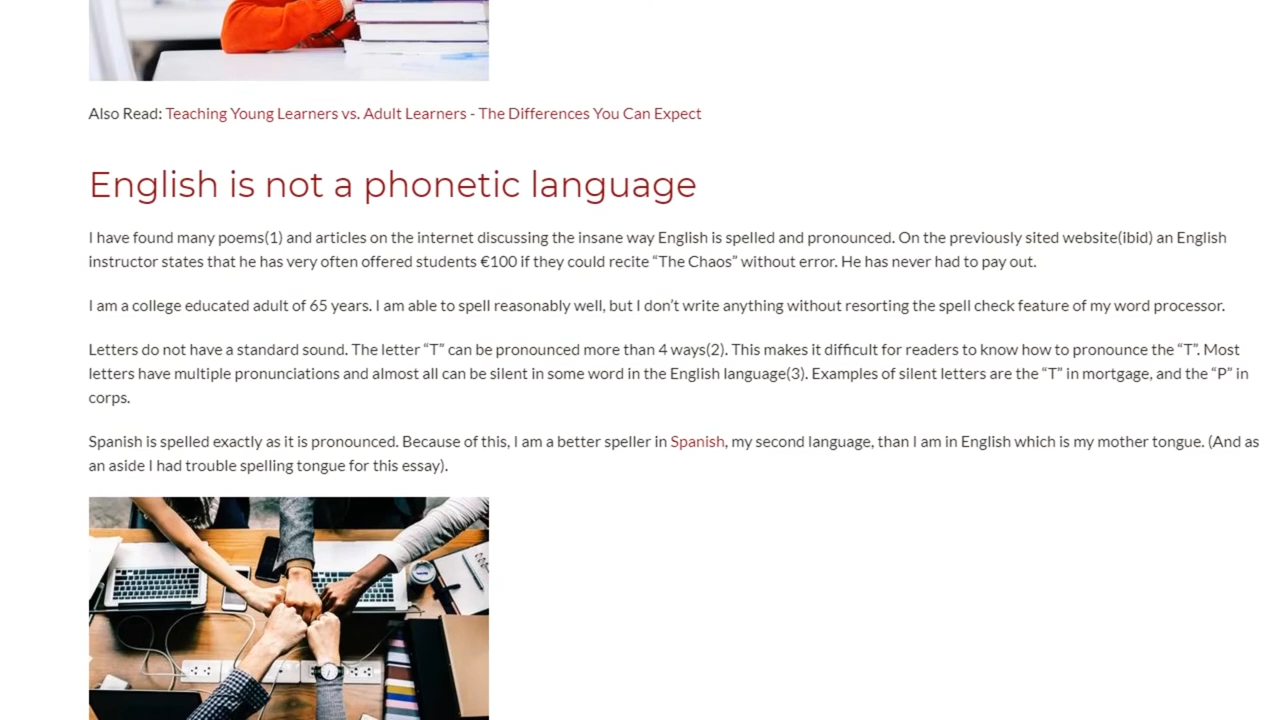 Also Read: Teaching Young Learners vs. Adult Learners - The Differences You Can Expect
English is not a phonetic language
I have found many poems(1) and articles on the internet discussing the insane way English is spelled and pronounced. On the previously sited website(ibid) an English
instructor states that he has very often offered students €100 if they could recite “The Chaos” without error. He has never had to pay out.
I am a college educated adult of 65 years. I am able to spell reasonably well, but I don’t write anything without resorting the spell check feature of my word processor.
Letters do not have a standard sound. The letter “T” can be pronounced more than 4 ways(2). This makes it difficult for readers to know how to pronounce the “T”. Most
letters have multiple pronunciations and almost all can be silent in some word in the English language(3). Examples of silent letters are the “T” in mortgage, and the “P” in
corps.
Spanish is spelled exactly as it is pronounced. Because of this, I am a better speller in Spanish, my second language, than I am in English which is my mother tongue. (And as
an aside I had trouble spelling tongue for this essay).